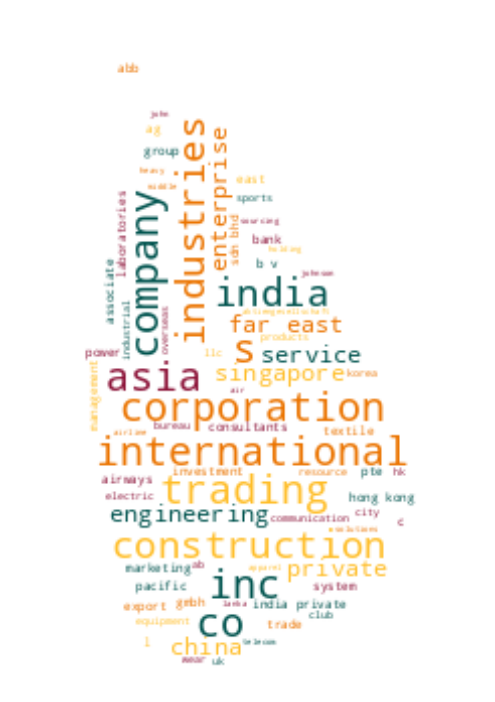 abb
john
ag
group
heavy
middle
industries
enterprise
east
laboratories
company
sports
sourcing
sdn bhd
bank
holding
b v
associate
johnson
india
industrial
overseas
aktiengesellschaft
far east
products
s
service
power
llc
asia
singapore
korea
management
air
corporation
bureau
consultants
airline
textile
international
investment
resource
pte
hk
airways
trading
electric
hong kong
engineering
communication
city
c
solutions
construction
marketing
ab
apparel
private
inc
pacific
system
export
gmbh
lanka
india private
club
equipment
co
trade
l
china
telecom
wear
uk